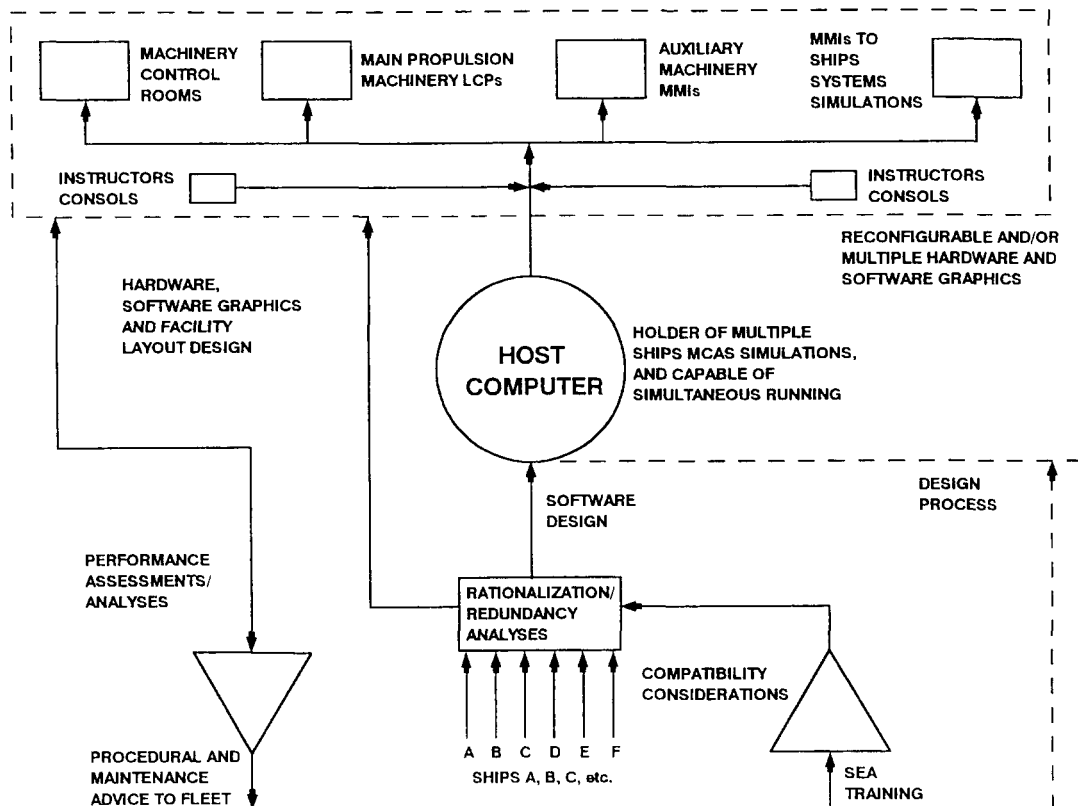 MACHINERY
CONTROL
ROOMS
MAIN PROPULSION
MACHINERY LCPs
AUXILIARY
MACHINERY
MMIs
MMIs TO
SHIPS
SYSTEMS
SIMULATIONS
INSTRUCTORS
CONSOLS
INSTRUCTORS
CONSOLS
RECONFIGURABLE AND/OR
MULTIPLE HARDWARE AND
SOFTWARE GRAPHICS
HARDWARE,
SOFTWARE GRAPHICS
AND FACILITY
LAYOUT DESIGN
HOST
COMPUTER
HOLDER OF MULTIPLE
SHIPS MCAS SIMULATIONS,
AND CAPABLE OF
SIMULTANEOUS RUNNING
SOFTWARE
DESIGN
DESIGN
PROCESS
PERFORMANCE
ASSESSMENTS/
ANALYSES
RATIONALIZATION/
REDUNDANCY
ANALYSES
COMPATIBILITY
CONSIDERATIONS
A B C D E F
SHIPS A, B, C, etc.
PROCEDURAL AND
MAINTENANCE
ADVICE TO FLEET
SEA
TRAINING